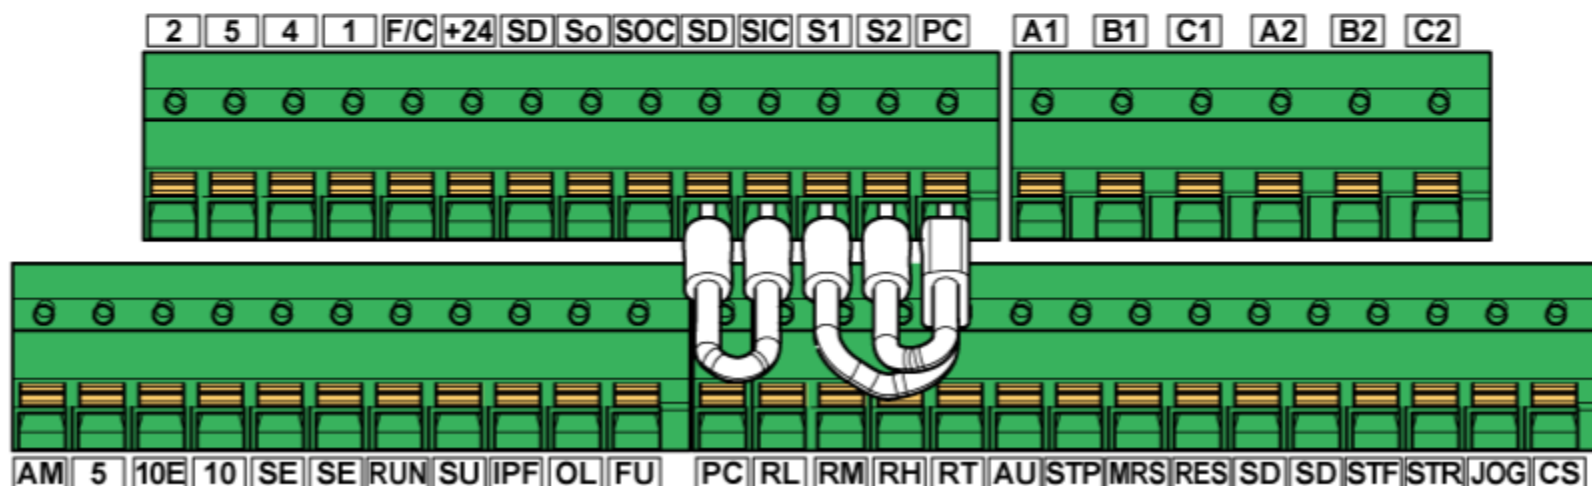 2 5 4 1 F/C +24 SD So SOC SD SIC S1 S2 PC A1 B1 C1 A2 B2 C2
AM 5 10E 10 SE SE RUN SU IPF OL FU PC RL RM RH RT AU STP MRS RES SD SD STF STR JOG CS